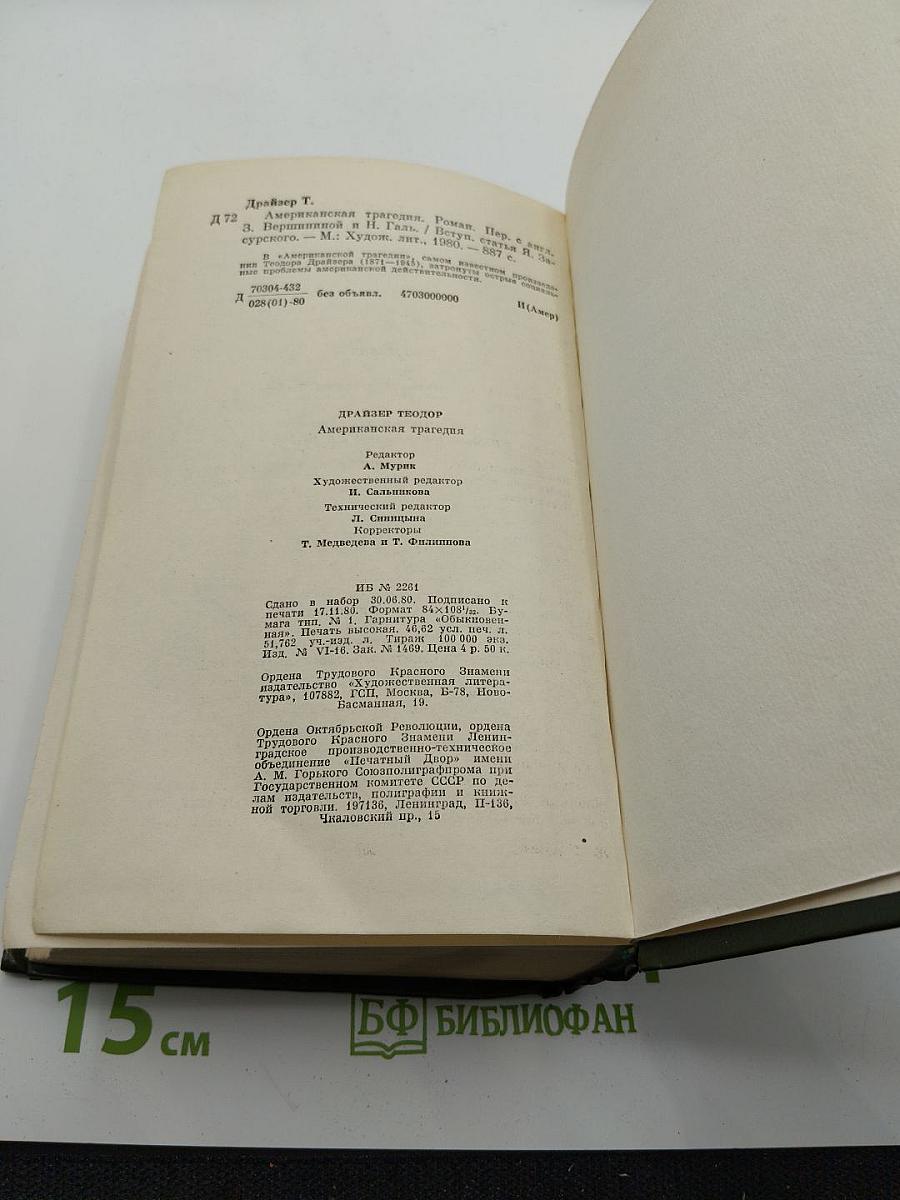 Драйзер Т.
Д 72 Американская трагедия. Роман. Пер. с англ.
З. Вершининой и Н. Галь. / Вступ. статья Я. За-
сурского. — М.: Худож. лит., 1980. — 887 с.
В «Американской трагедии», самом известном произведе-
нии Теодора Драйзера (1871—1945), затронуты острые социаль-
ные проблемы американской действительности.
Д 70304-432
028(01)-80 без объявл. 4703000000
И(Амер)
ДРАЙЗЕР ТЕОДОР
Американская трагедия
Редактор
А. Мурик
Художественный редактор
И. Сальникова
Технический редактор
Л. Синицына
Корректоры
Т. Медведева и Т. Филиппова
ИБ № 2261
Сдано в набор 30.06.80. Подписано к
печати 17.11.80. Формат 84×108¹/₃₂. Бу-
мага тип. № 1. Гарнитура «Обыкновен-
ная». Печать высокая. 46,62 усл. печ. л.
51,762 уч.-изд. л. Тираж 100 000 экз.
Изд. № VI-16. Зак. № 1469. Цена 4 р. 50 к.
Ордена Трудового Красного Знамени
издательство «Художественная литера-
тура», 107882, ГСП, Москва, Б-78, Ново-
Басманная, 19.
Ордена Октябрьской Революции, ордена
Трудового Красного Знамени Ленин-
градское производственно-техническое
объединение «Печатный Двор» имени
А. М. Горького Союзполиграфпрома при
Государственном комитете СССР по де-
лам издательств, полиграфии и книж-
ной торговли. 197136, Ленинград, П-136,
Чкаловский пр., 15
15 см
БФ БИБЛИОФАН